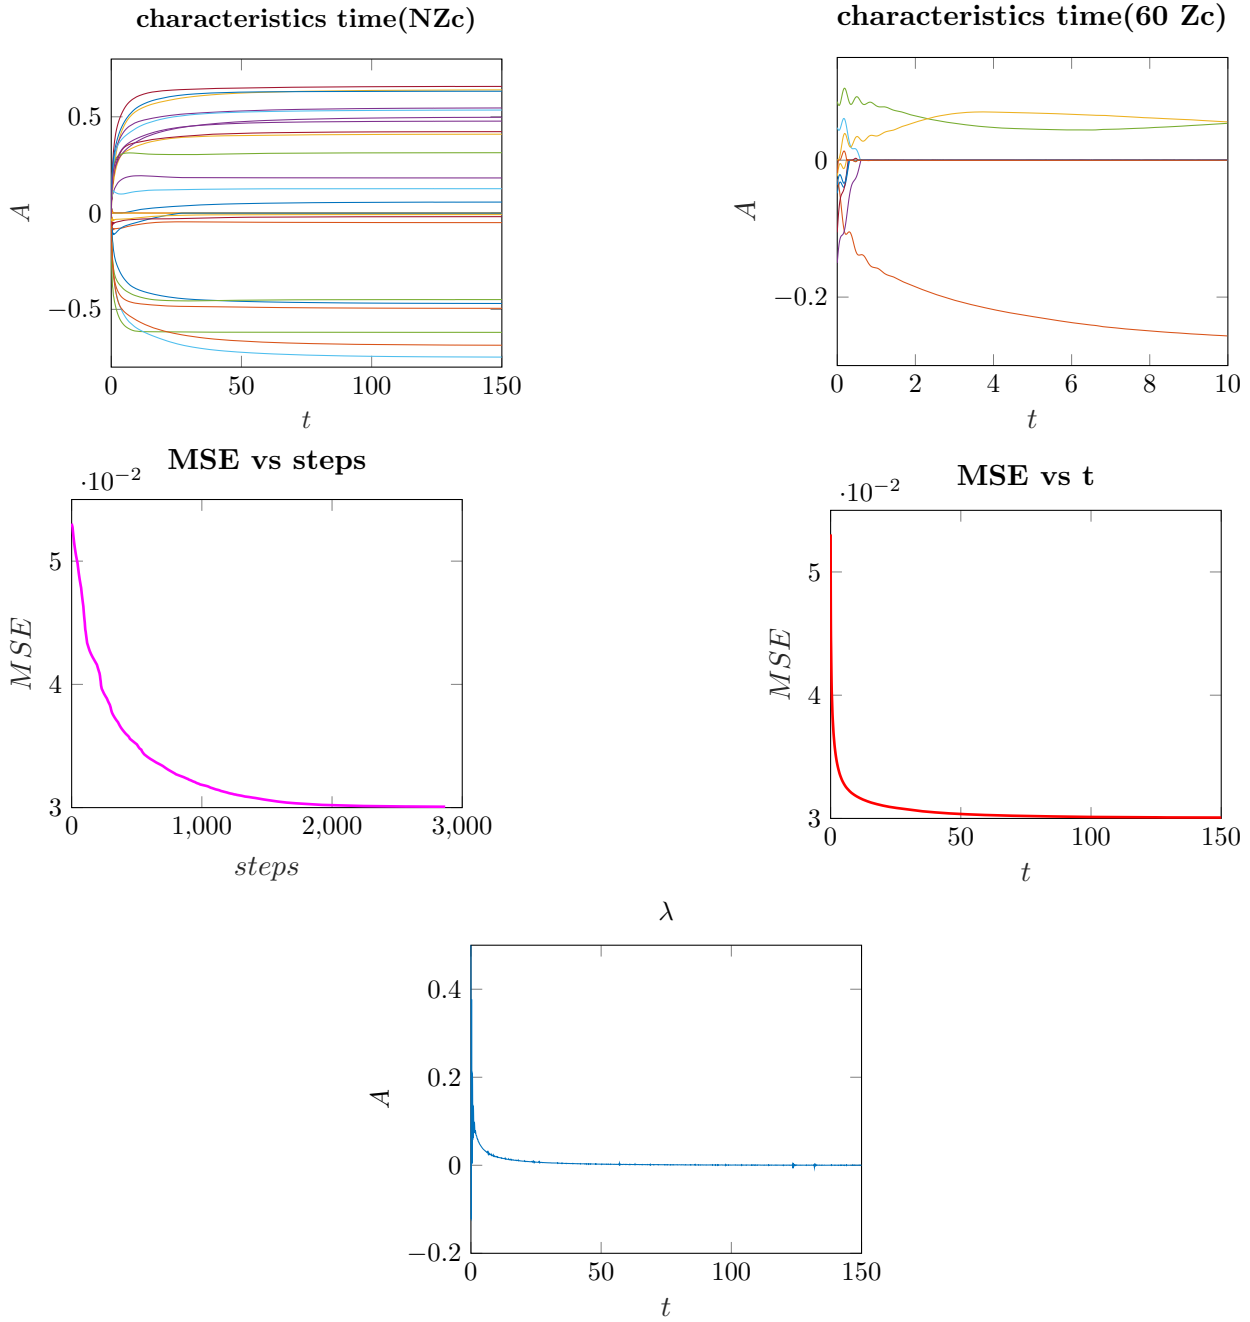 characteristics time(NZc)
0.5
0
−0.5
A
0
50
100
150
t
characteristics time(60 Zc)
0
−0.2
A
0
2
4
6
8
10
t
MSE vs steps
·10−2
5
4
3
MSE
0
1,000
2,000
3,000
steps
MSE vs t
·10−2
5
4
3
MSE
0
50
100
150
t
λ
0.4
0.2
0
−0.2
A
0
50
100
150
t